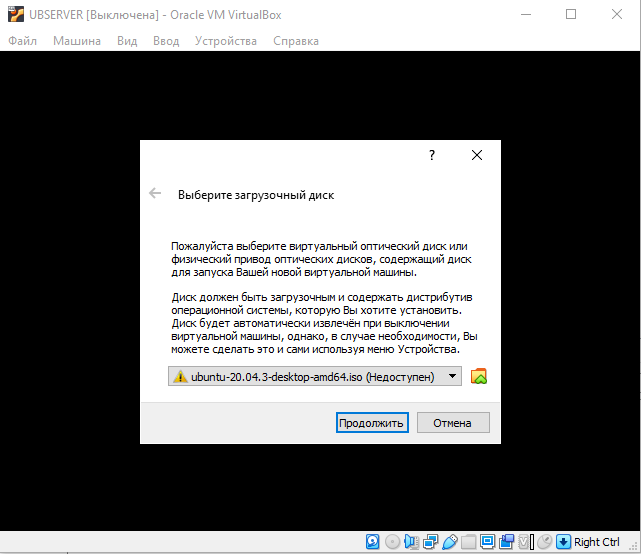 UBSERVER [Выключена] - Oracle VM VirtualBox
Файл Машина Вид Ввод Устройства Справка
?
Выберите загрузочный диск
Пожалуйста выберите виртуальный оптический диск или
физический привод оптических дисков, содержащий диск
для запуска Вашей новой виртуальной машины.
Диск должен быть загрузочным и содержать дистрибутив
операционной системы, которую Вы хотите установить.
Диск будет автоматически извлечён при выключении
виртуальной машины, однако, в случае необходимости, Вы
можете сделать это и сами используя меню Устройства.
ubuntu-20.04.3-desktop-amd64.iso (Недоступен)
Продолжить Отмена
Right Ctrl